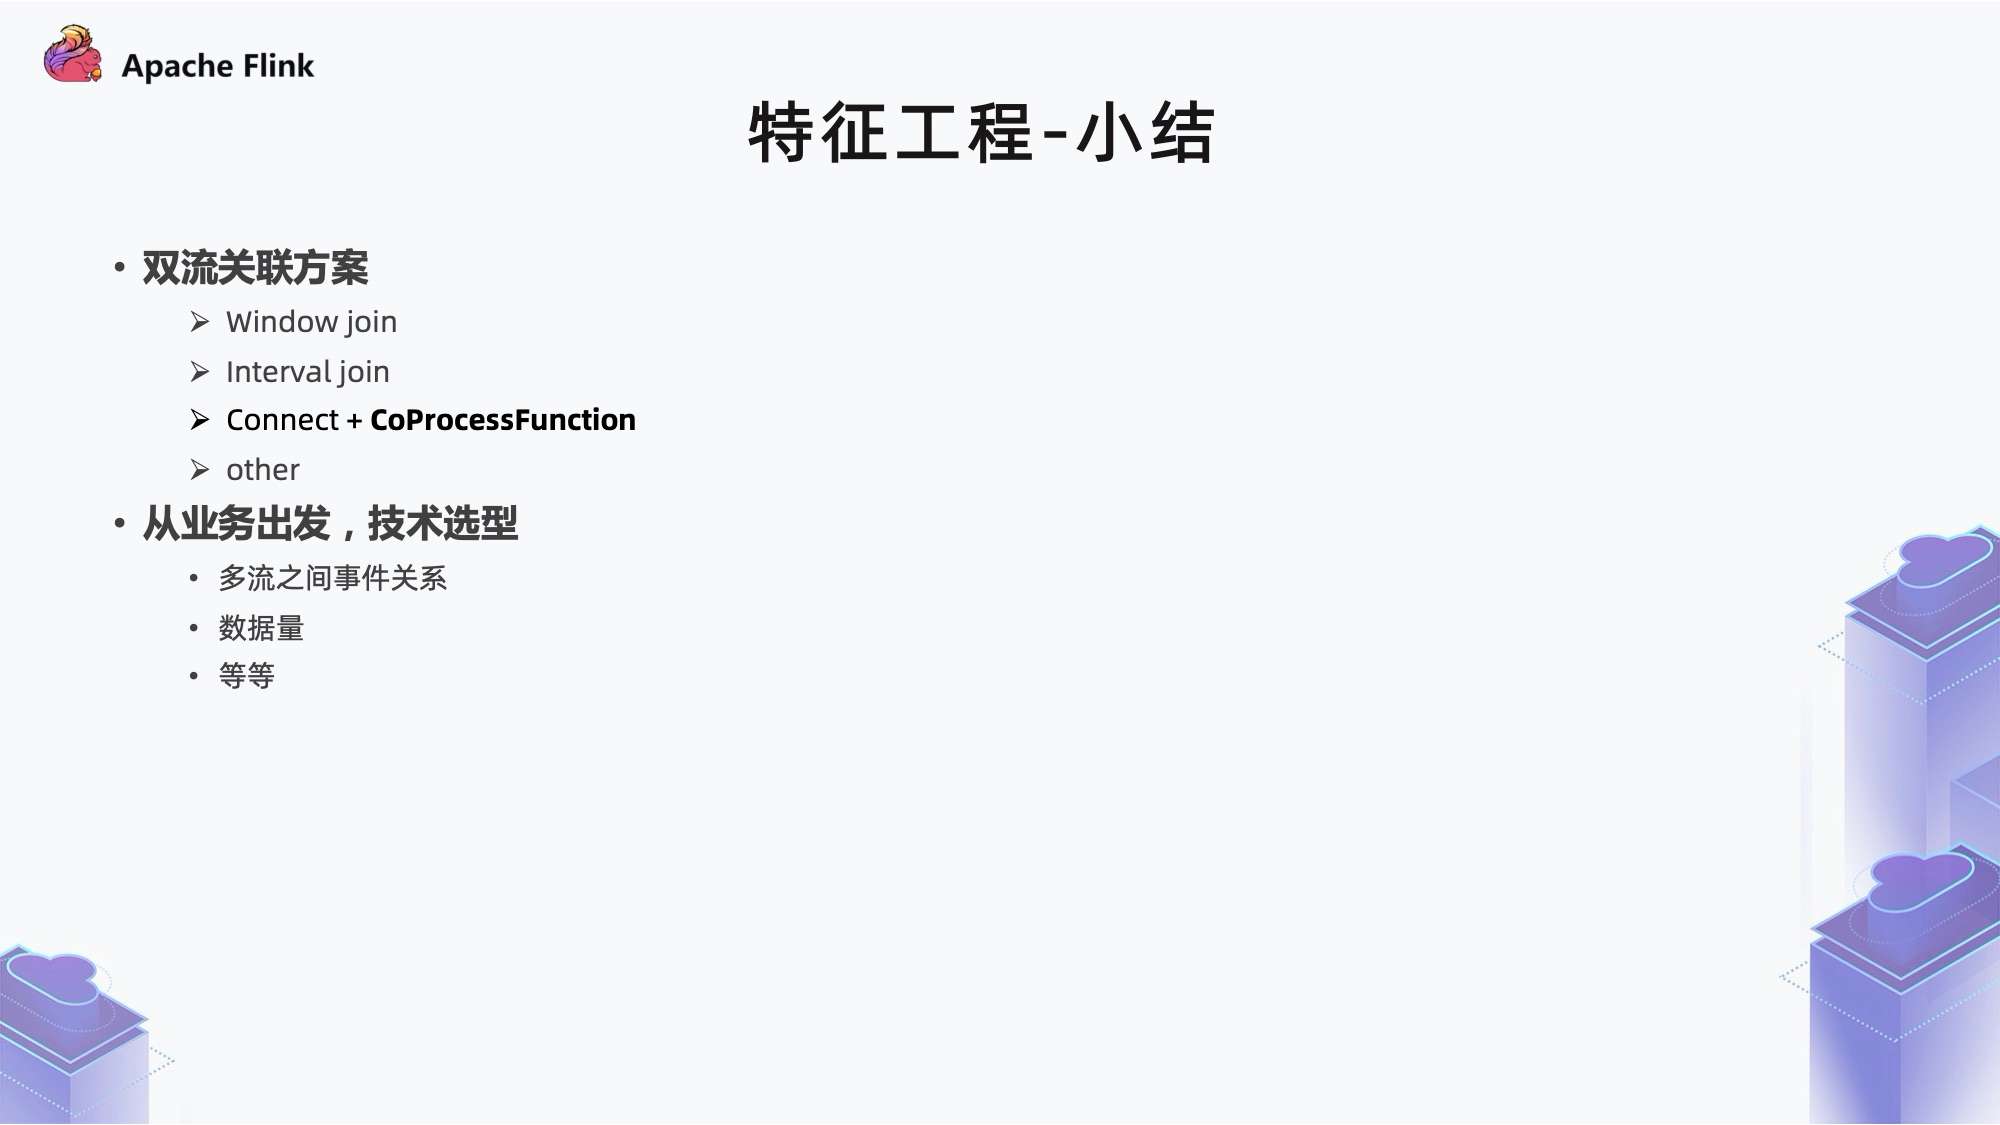 Apache Flink
特征工程-小结
• 双流关联方案
➢ Window join
➢ Interval join
➢ Connect + CoProcessFunction
➢ other
• 从业务出发，技术选型
• 多流之间事件关系
• 数据量
• 等等